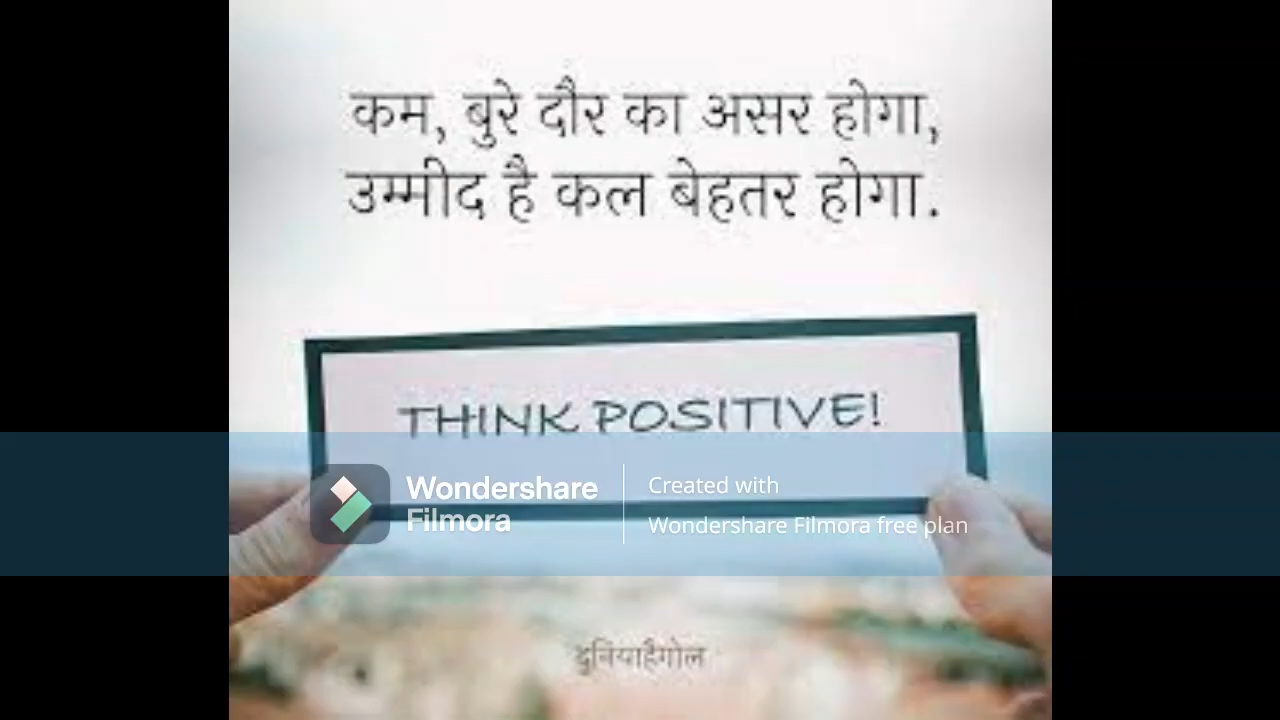 कम, बुरे दौर का असर होगा,
उम्मीद है कल बेहतर होगा.
THINK POSITIVE!
Wondershare
Filmora
Created with
Wondershare Filmora free plan
दुनियाहैगोल